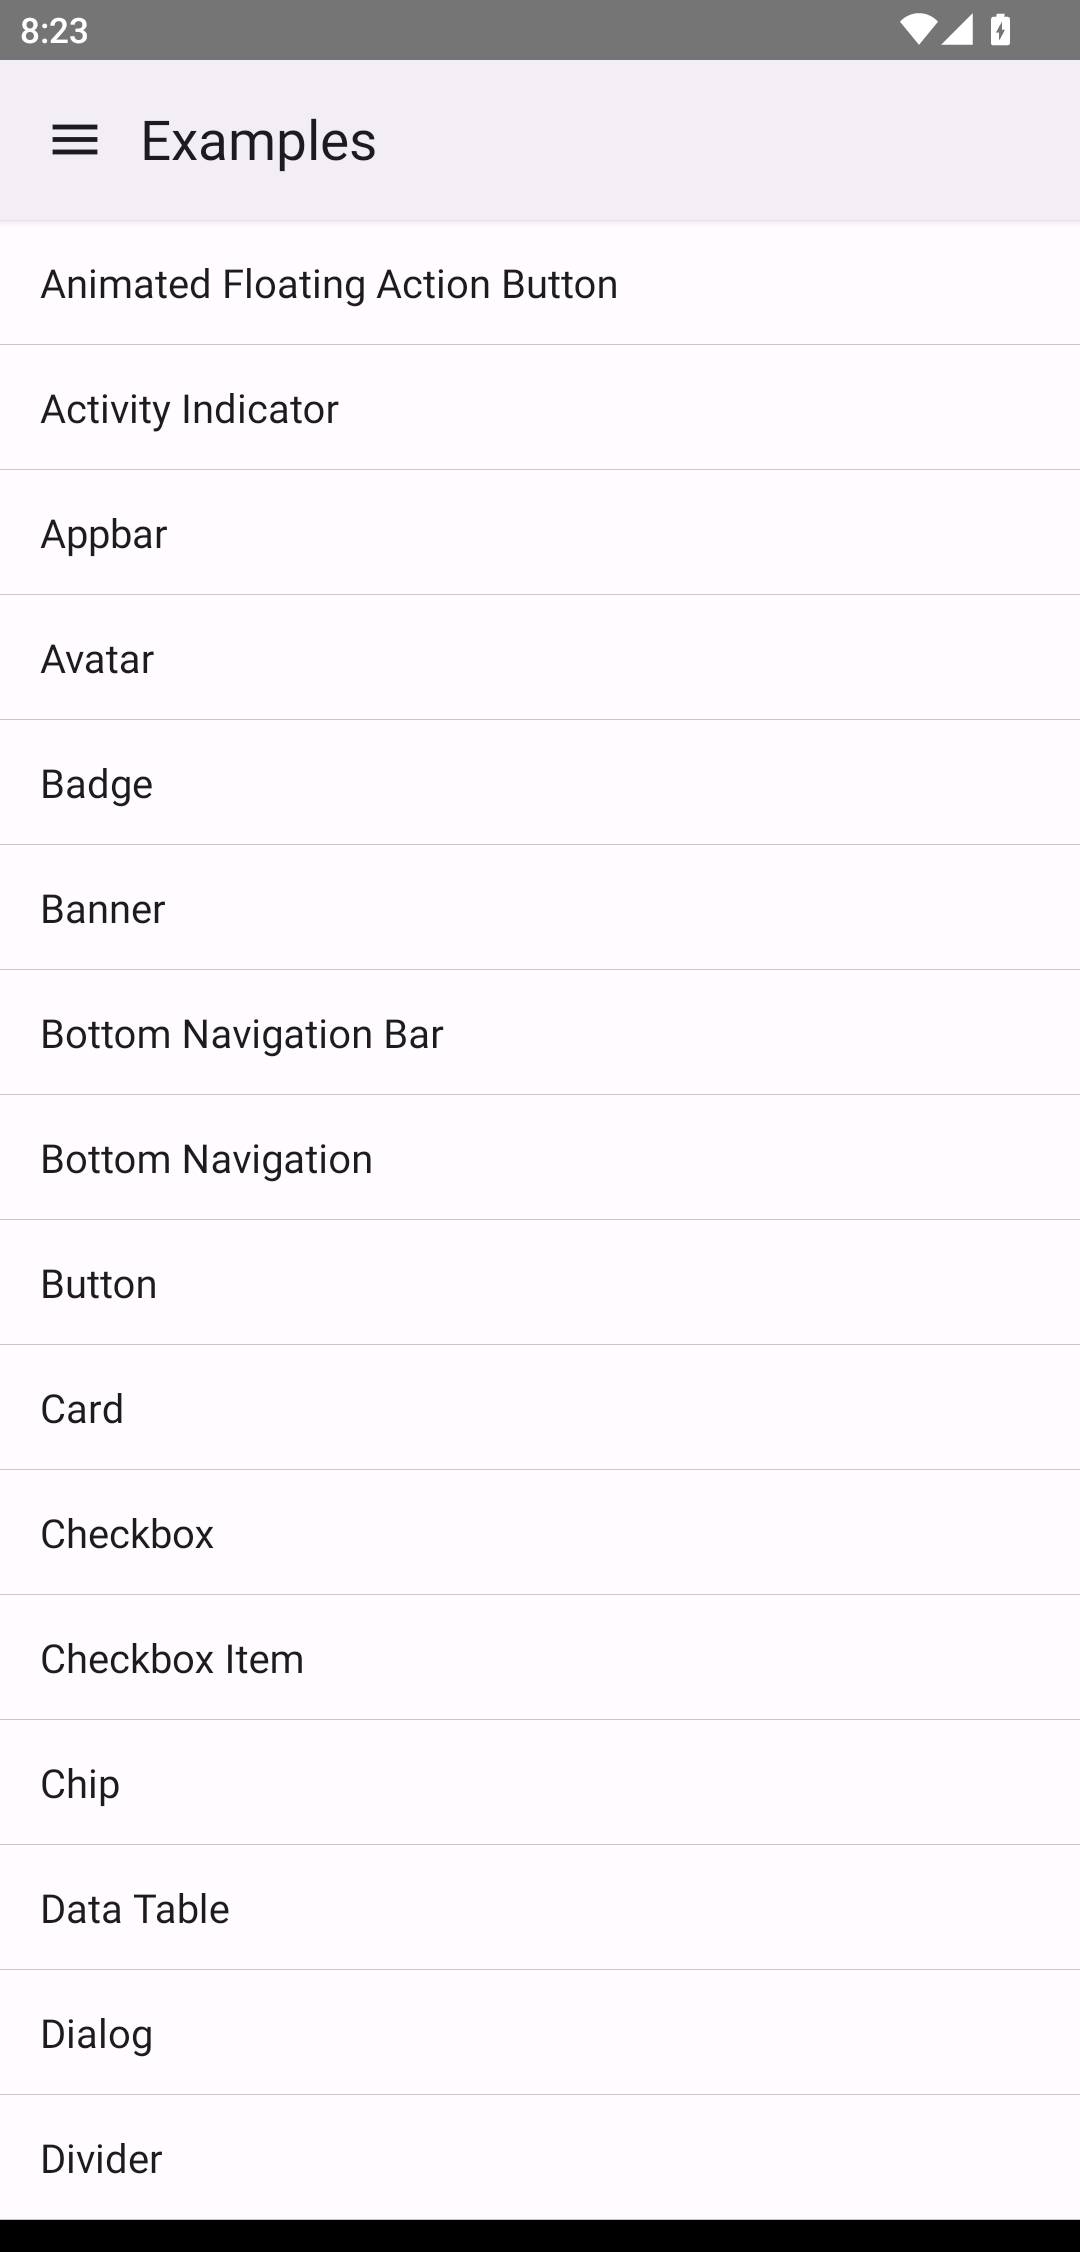 8:23
Examples
Animated Floating Action Button
Activity Indicator
Appbar
Avatar
Badge
Banner
Bottom Navigation Bar
Bottom Navigation
Button
Card
Checkbox
Checkbox Item
Chip
Data Table
Dialog
Divider